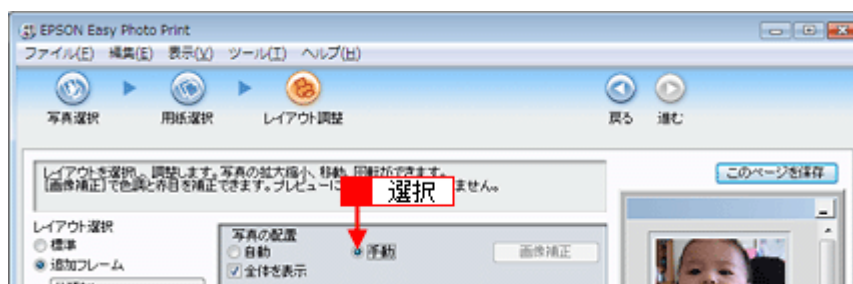 EPSON Easy Photo Print
ファイル(F) 編集(E) 表示(V) ツール(T) ヘルプ(H)
写真選択 用紙選択 レイアウト調整 戻る 進む
レイアウトを選択し、調整します。写真の拡大縮小、移動、回転ができます。
[画像補正]で色調と赤目を補正できます。プレビューに ません。
選択
このページを保存
レイアウト選択
標準
追加フレーム
写真の配置
自動 手動 画像補正
全体を表示